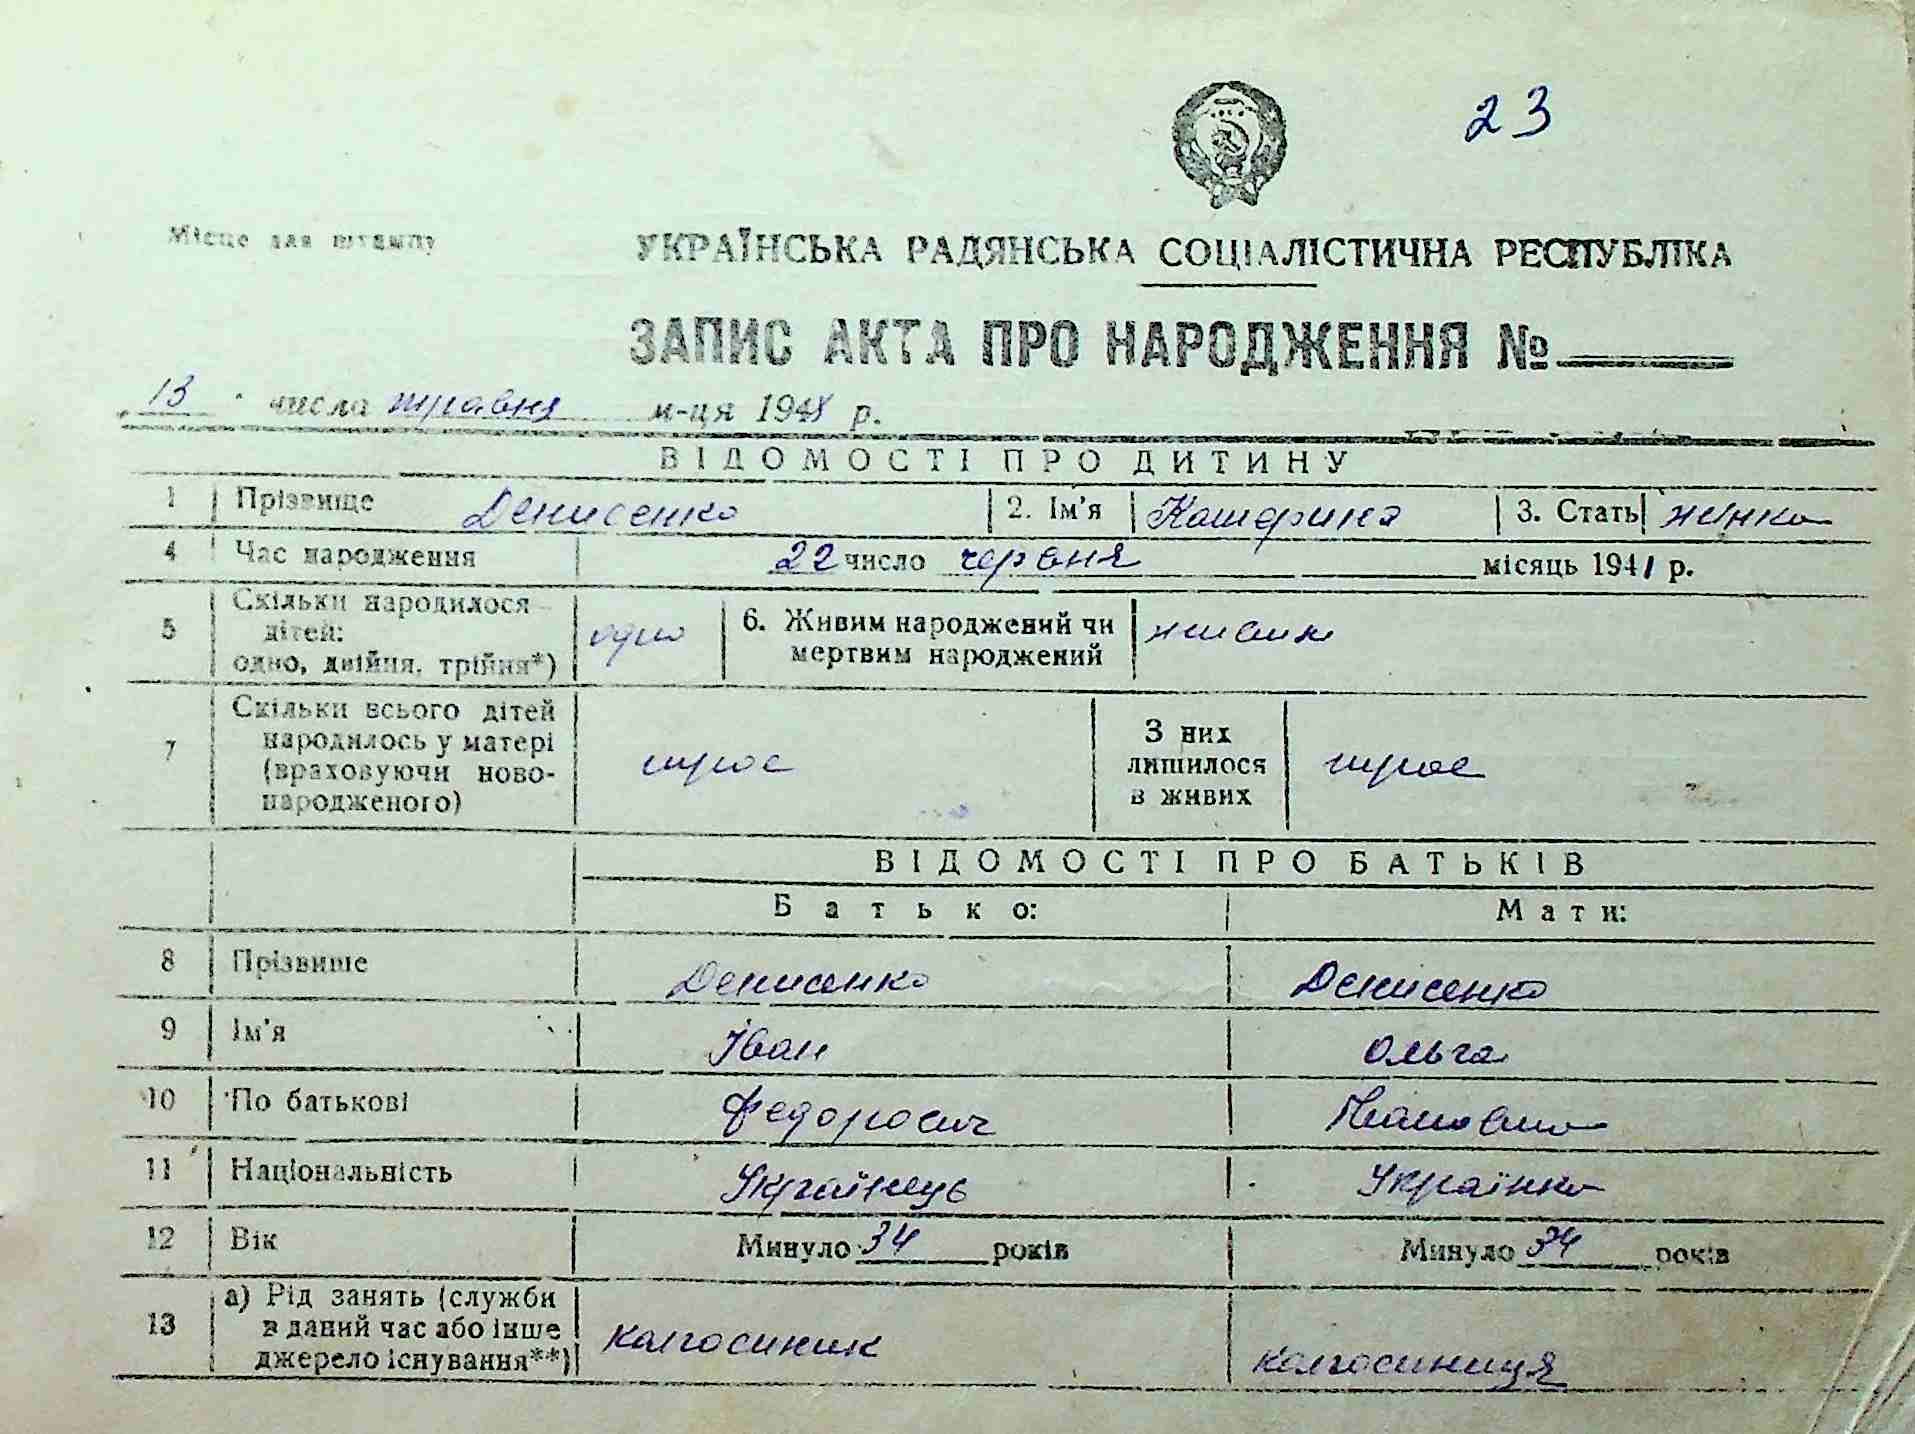 23
Місце для штампу
УКРАЇНСЬКА РАДЯНСЬКА СОЦІАЛІСТИЧНА РЕСПУБЛІКА
ЗАПИС АКТА ПРО НАРОДЖЕННЯ №
13 числа травня м-ця 1948 р.
ВІДОМОСТІ ПРО ДИТИНУ
1 Прізвище Денисенко 2. Ім'я Катерина 3. Стать жінка
4 Час народження 22 число червня місяць 1941 р.
5 Скільки народилося дітей: одно, двійня, трійня*) одно 6. Живим народжений чи мертвим народжений живим
7 Скільки всього дітей народилось у матері (враховуючи новонародженого) троє З них лишилося в живих троє
ВІДОМОСТІ ПРО БАТЬКІВ
Батько: Мати:
8 Прізвище Денисенко Денисенко
9 Ім'я Іван Ольга
10 По батькові Федорович
11 Національність Українець Українка
12 Вік Минуло 34 років Минуло 34 років
13 а) Рід занять (служби в даний час або інше джерело існування**) колгоспник колгоспниця